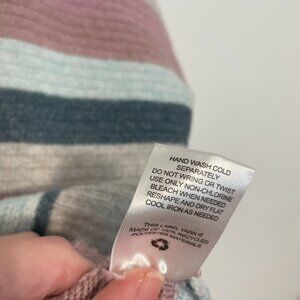 HAND WASH COLD
SEPARATELY
DO NOT WRING OR TWIST
USE ONLY NON-CHLORINE
BLEACH WHEN NEEDED
RESHAPE AND DRY FLAT
COOL IRON AS NEEDED
THIS LABEL YARN IS
MADE OF 100% RECYCLED
POLYESTER MATERIALS